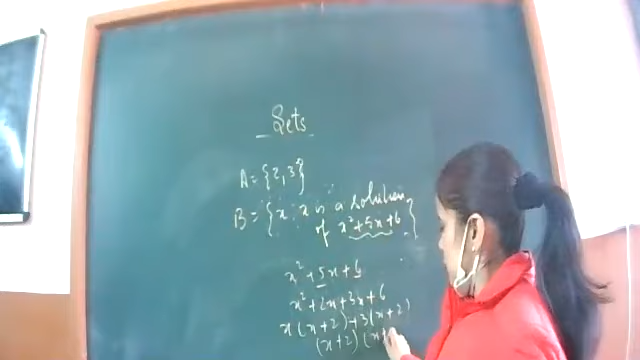 Sets
A = {2, 3}
B = {x : x is a solution
of x² + 5x + 6}
x² + 5x + 6
x² + 2x + 3x + 6
x(x+2) + 3(x+2)
(x+2)(x+